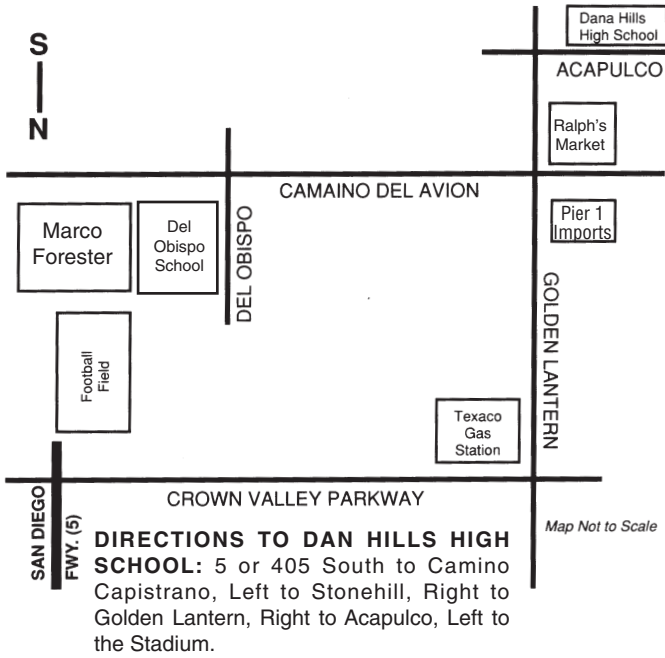 Dana Hills
High School
S
N
ACAPULCO
Ralph's
Market
CAMAINO DEL AVION
Marco
Forester
Del
Obispo
School
DEL OBISPO
Pier 1
Imports
GOLDEN LANTERN
Football
Field
Texaco
Gas
Station
SAN DIEGO
FWY. (5)
CROWN VALLEY PARKWAY
Map Not to Scale
DIRECTIONS TO DAN HILLS HIGH
SCHOOL: 5 or 405 South to Camino
Capistrano, Left to Stonehill, Right to
Golden Lantern, Right to Acapulco, Left to
the Stadium.